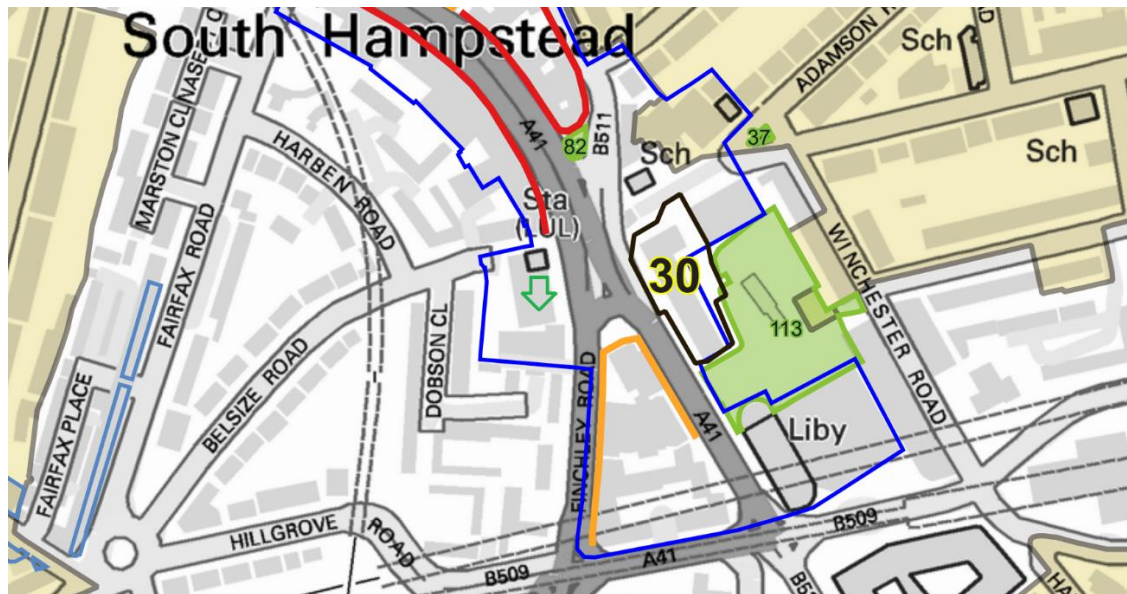 South Hampstead
MARSTON CL
NASE
ADAMSON R
D
Sch
HARBEN ROAD
A41
82
B511
37
Sch
Sch
Sta
(LUL)
FAIRFAX ROAD
WINCHESTER ROAD
30
113
DOBSON CL
FINCHLEY ROAD
BELSIZE ROAD
FAIRFAX PLACE
A41
Liby
HILLGROVE ROAD
B509
A41
B509
HA